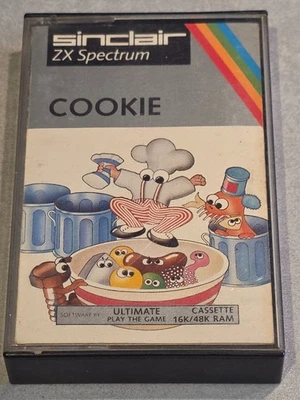 sinclair
ZX Spectrum
COOKIE
SOFTWARE BY ULTIMATE CASSETTE
PLAY THE GAME 16K/48K RAM